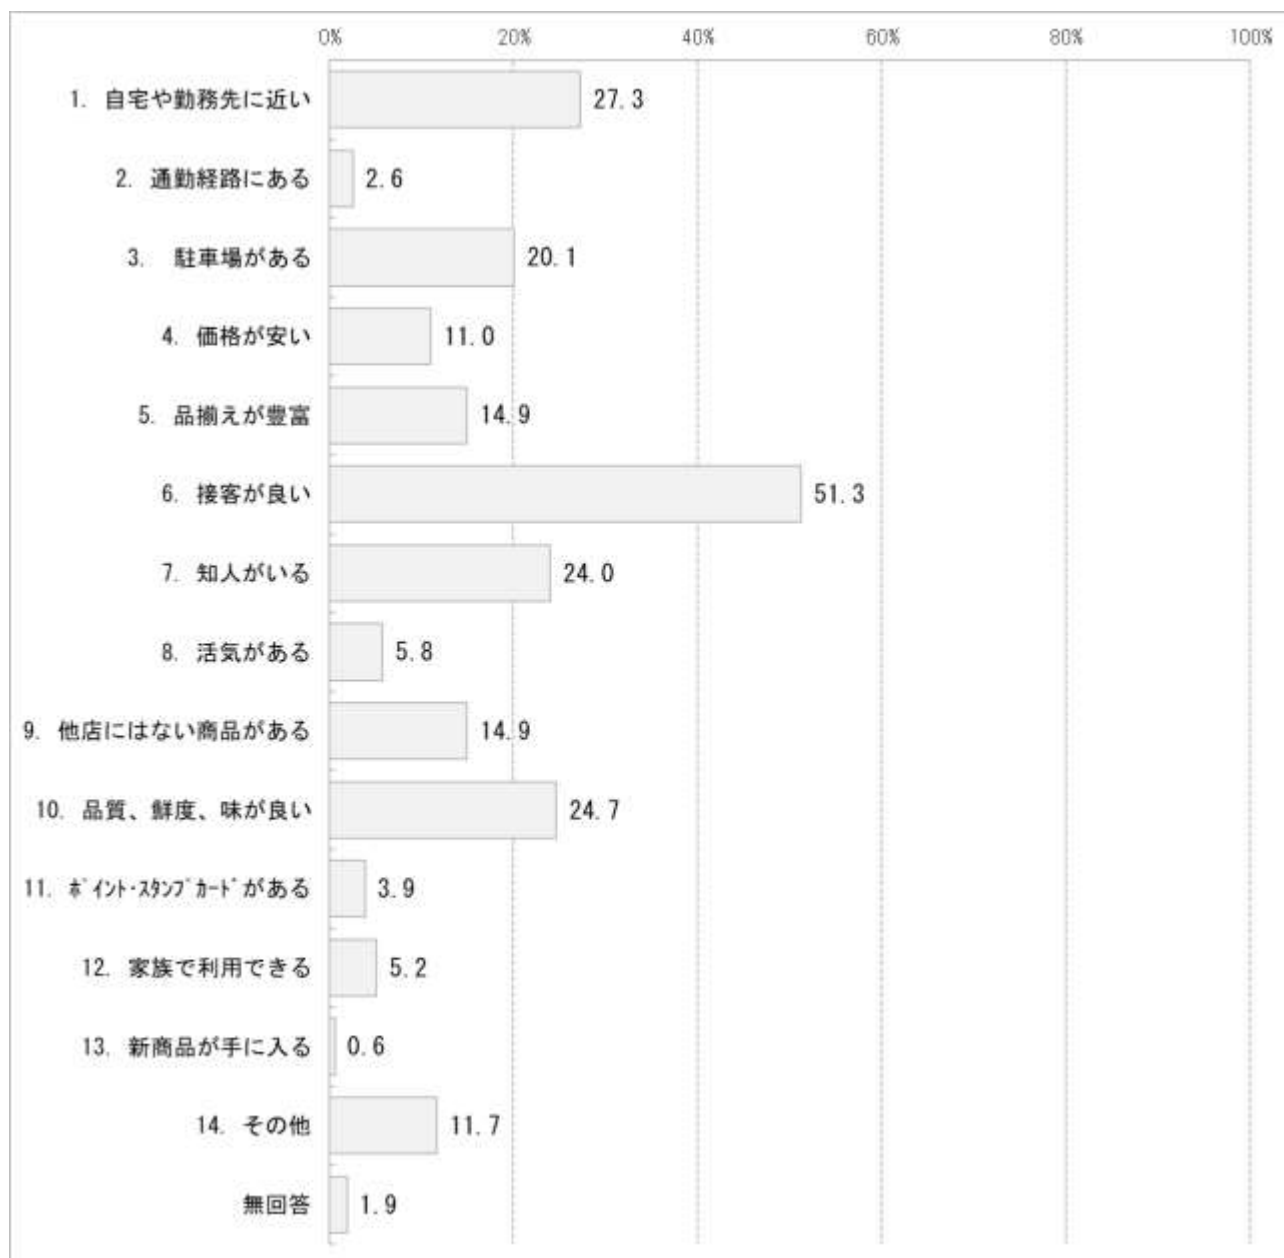 0% 20% 40% 60% 80% 100%
1. 自宅や勤務先に近い 27.3
2. 通勤経路にある 2.6
3. 駐車場がある 20.1
4. 価格が安い 11.0
5. 品揃えが豊富 14.9
6. 接客が良い 51.3
7. 知人がいる 24.0
8. 活気がある 5.8
9. 他店にはない商品がある 14.9
10. 品質、鮮度、味が良い 24.7
11. ﾎﾟｲﾝﾄ･ｽﾀﾝﾌﾟｶｰﾄﾞがある 3.9
12. 家族で利用できる 5.2
13. 新商品が手に入る 0.6
14. その他 11.7
無回答 1.9